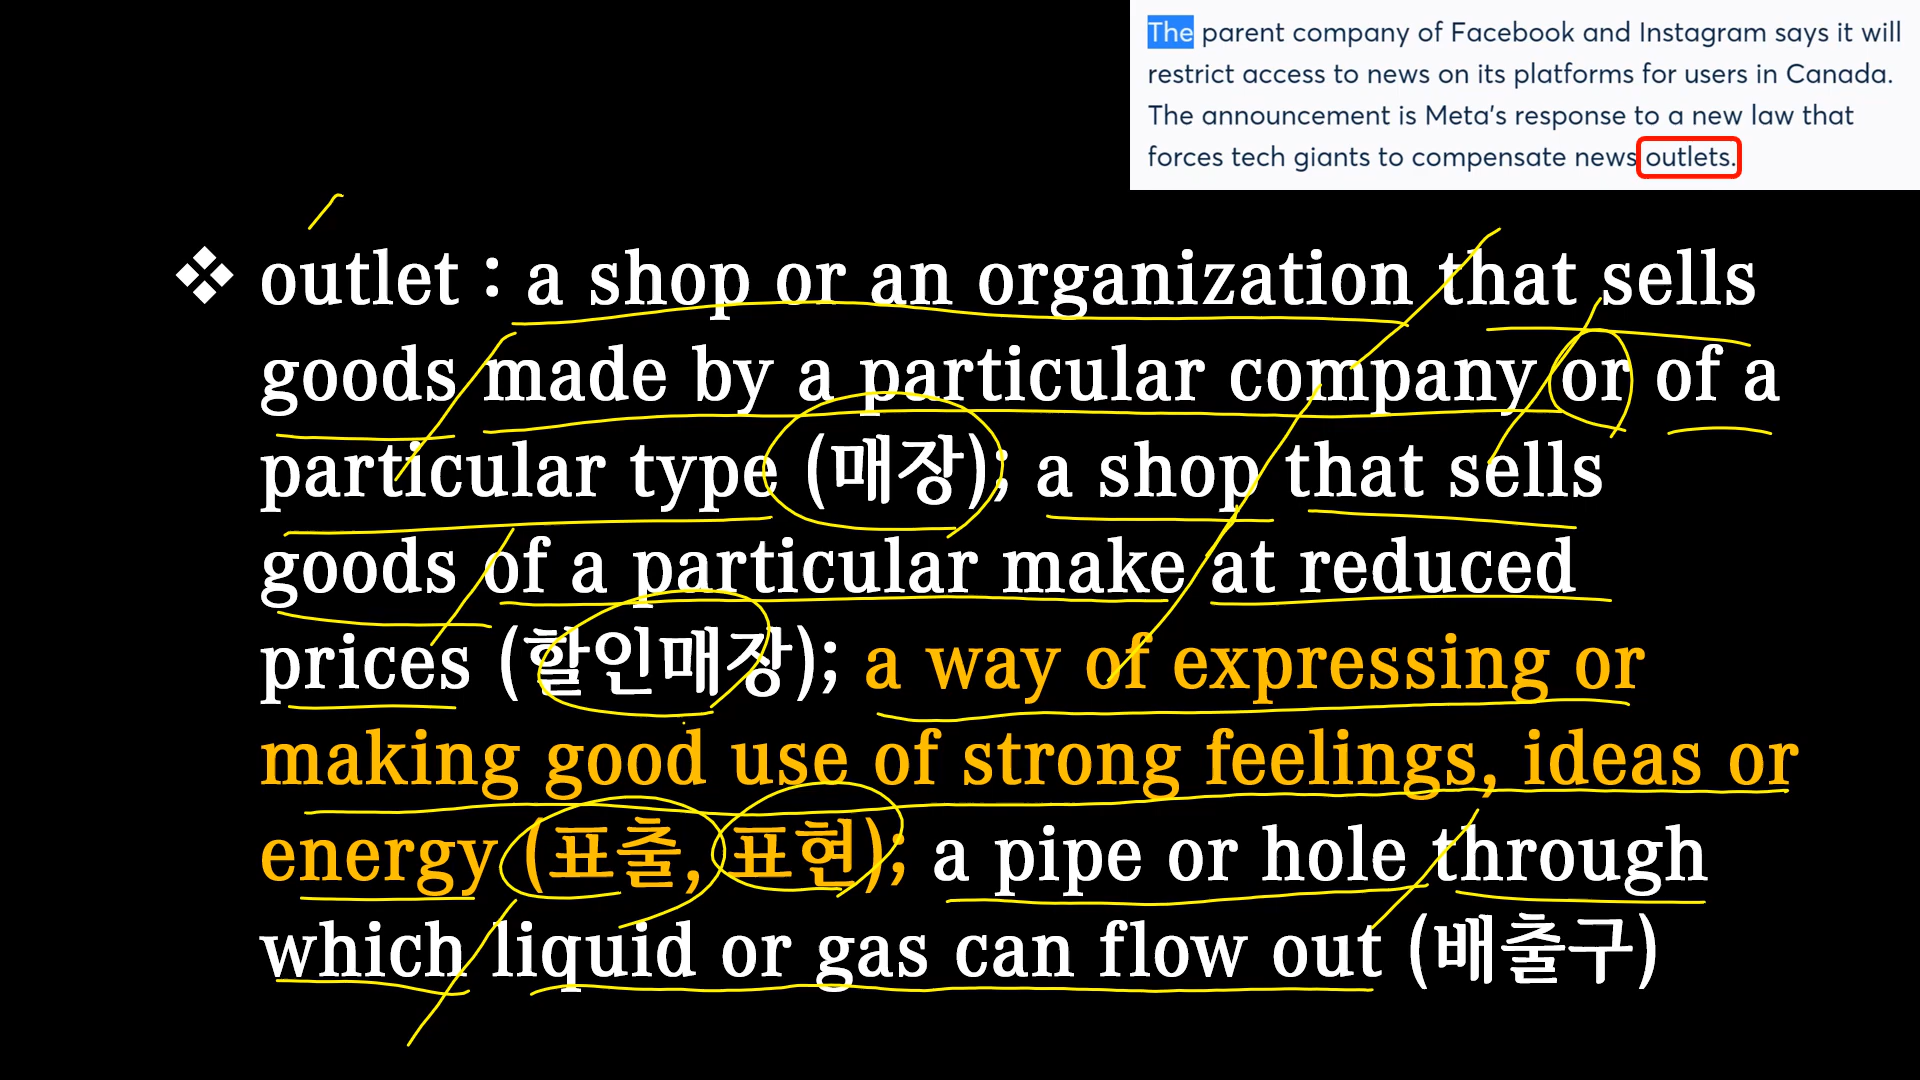 The parent company of Facebook and Instagram says it will
restrict access to news on its platforms for users in Canada.
The announcement is Meta's response to a new law that
forces tech giants to compensate news outlets.
❖ outlet : a shop or an organization that sells
goods made by a particular company or of a
particular type (매장); a shop that sells
goods of a particular make at reduced
prices (할인매장); a way of expressing or
making good use of strong feelings, ideas or
energy (표출, 표현); a pipe or hole through
which liquid or gas can flow out (배출구)